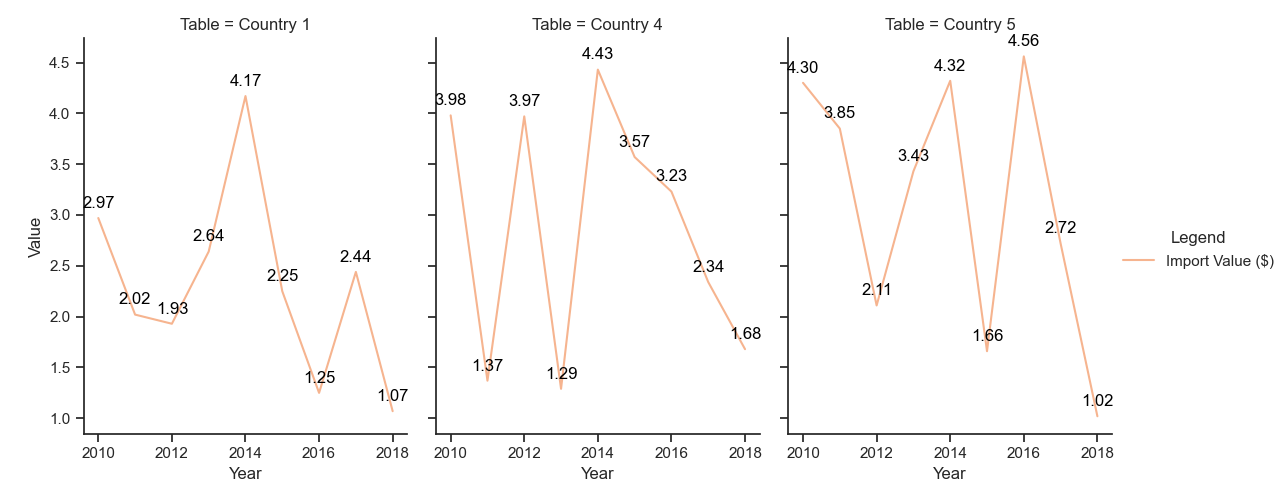 Table = Country 1
Table = Country 4
Table = Country 5
Value
4.5
4.0
3.5
3.0
2.5
2.0
1.5
1.0
2.97
2.02
1.93
2.64
4.17
2.25
1.25
2.44
1.07
2010 2012 2014 2016 2018
Year
3.98
1.37
3.97
1.29
4.43
3.57
3.23
2.34
1.68
2010 2012 2014 2016 2018
Year
4.30
3.85
2.11
3.43
4.32
1.66
4.56
2.72
1.02
2010 2012 2014 2016 2018
Year
Legend
Import Value ($)